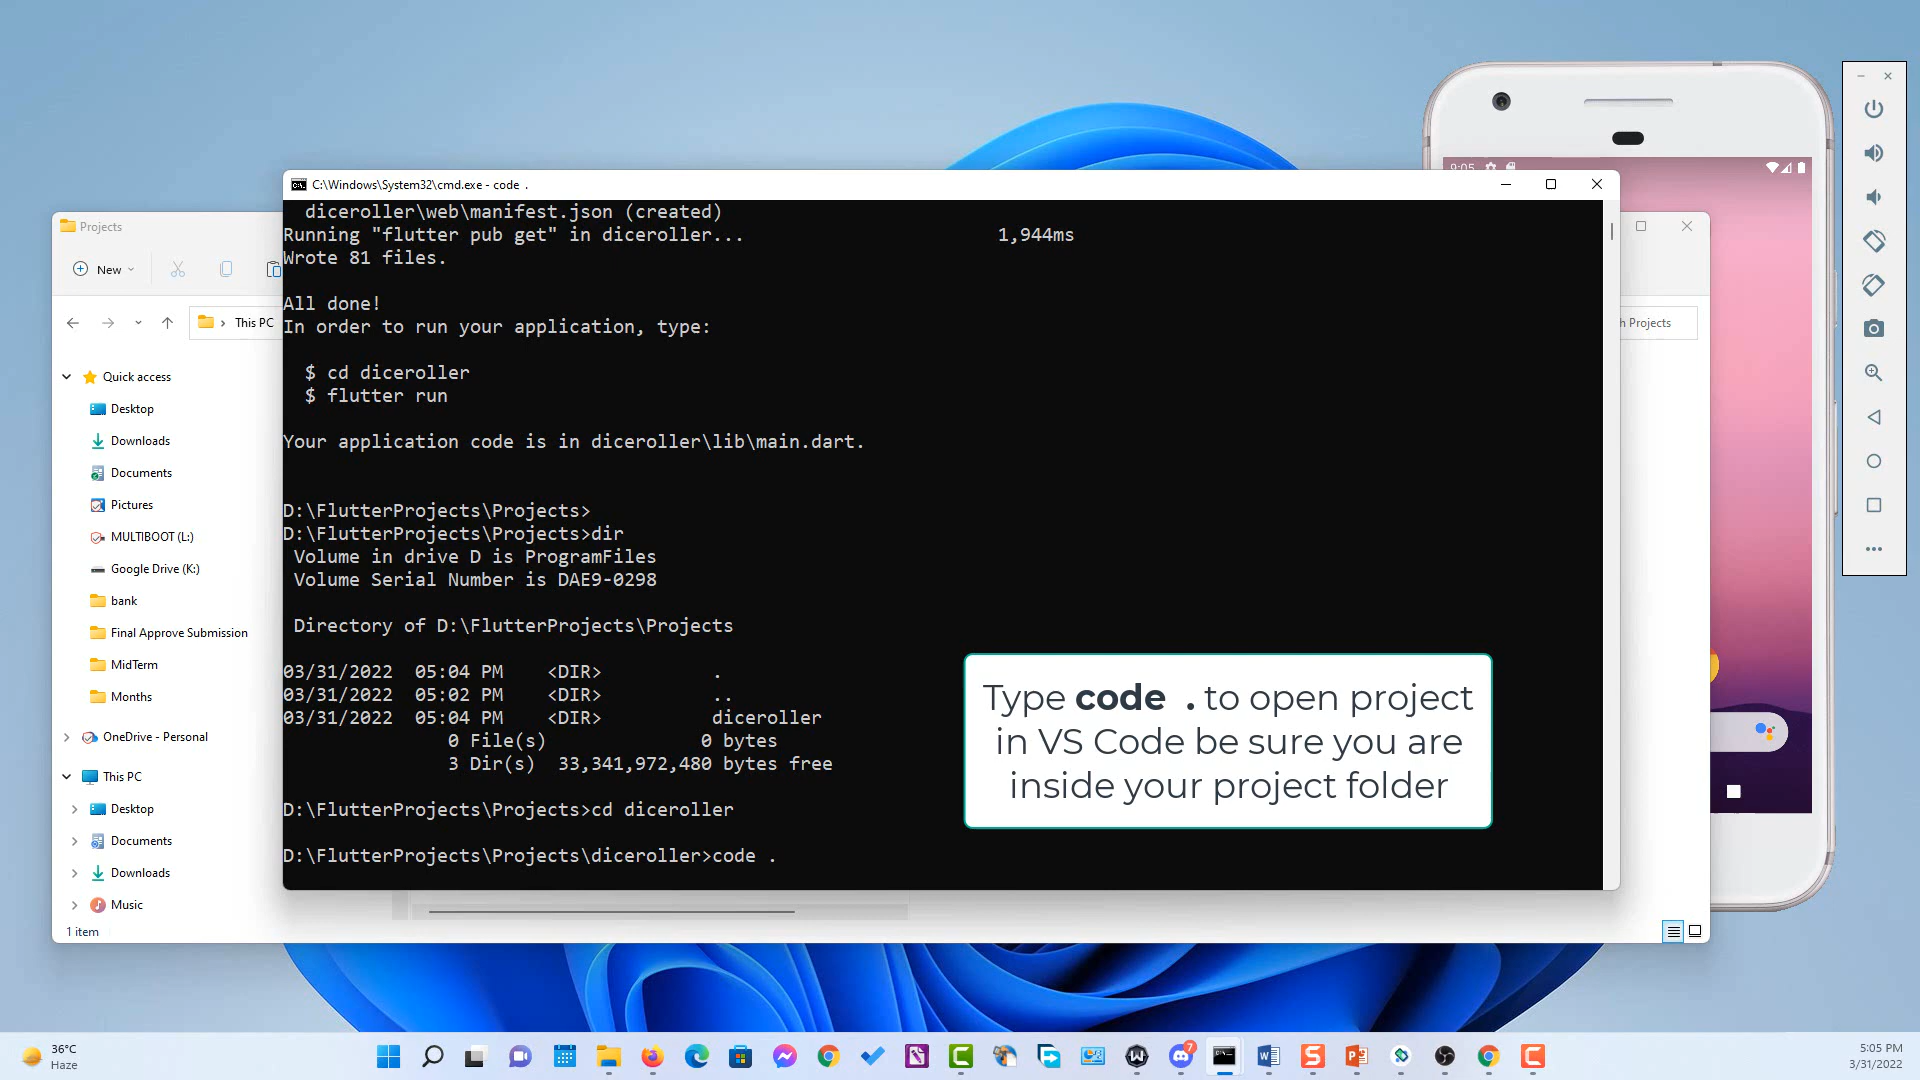 C:\Windows\System32\cmd.exe - code  .
diceroller\web\manifest.json (created)
Running "flutter pub get" in diceroller...                       1,944ms
Wrote 81 files.
All done!
In order to run your application, type:
$ cd diceroller
$ flutter run
Your application code is in diceroller\lib\main.dart.
D:\FlutterProjects\Projects>
D:\FlutterProjects\Projects>dir
Volume in drive D is ProgramFiles
Volume Serial Number is DAE9-0298
Directory of D:\FlutterProjects\Projects
03/31/2022  05:04 PM    <DIR>          .
03/31/2022  05:02 PM    <DIR>          ..
03/31/2022  05:04 PM    <DIR>          diceroller
0 File(s)              0 bytes
3 Dir(s)  33,341,972,480 bytes free
D:\FlutterProjects\Projects>cd diceroller
D:\FlutterProjects\Projects\diceroller>code .
Type code . to open project
in VS Code be sure you are
inside your project folder
Projects
New
This PC
h Projects
Quick access
Desktop
Downloads
Documents
Pictures
MULTIBOOT (L:)
Google Drive (K:)
bank
Final Approve Submission
MidTerm
Months
OneDrive - Personal
This PC
Desktop
Documents
Downloads
Music
1 item
9:05
36°C
Haze
7
5:05 PM
3/31/2022